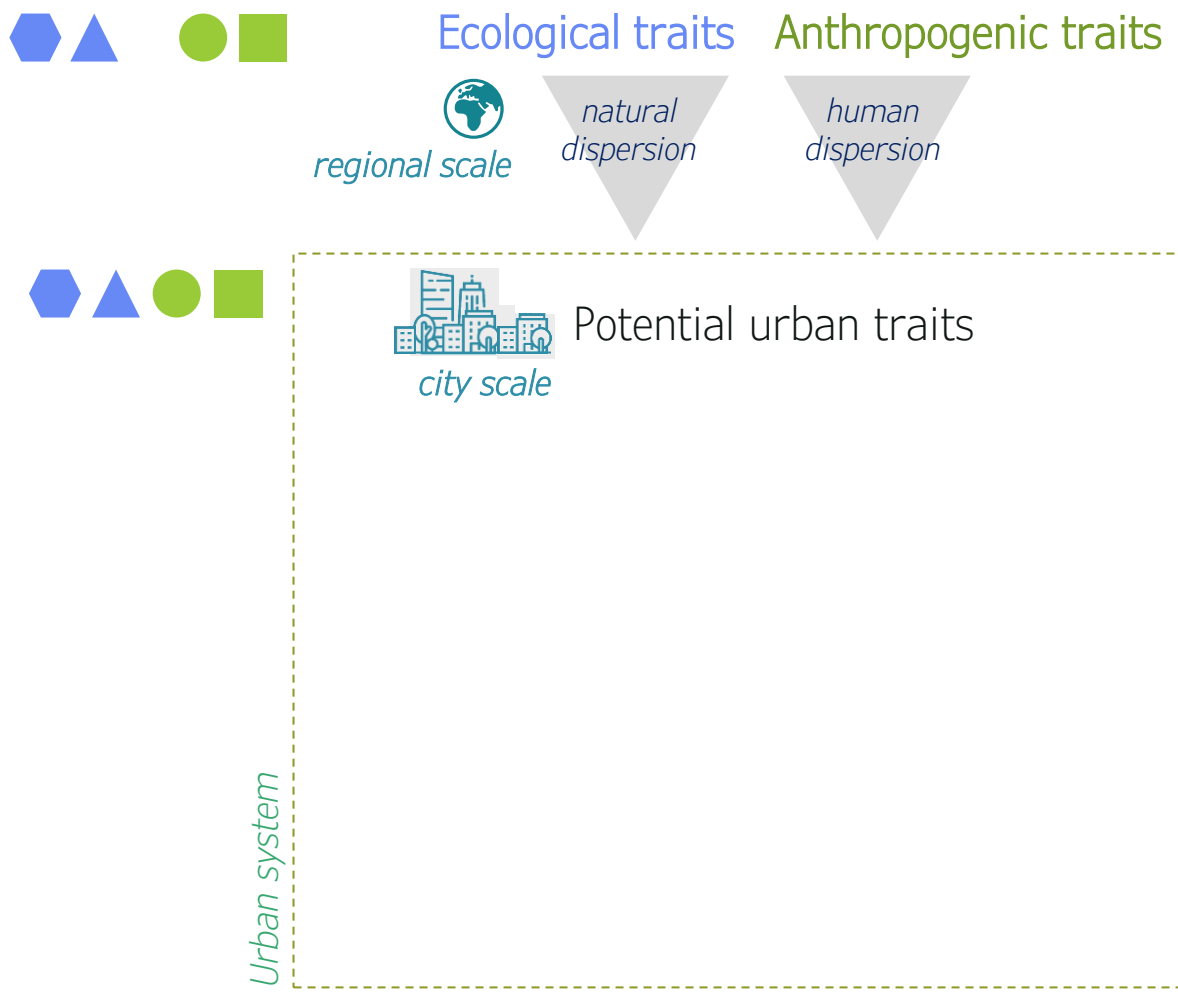 Ecological traits
Anthropogenic traits
natural
dispersion
human
dispersion
regional scale
Potential urban traits
city scale
Urban system